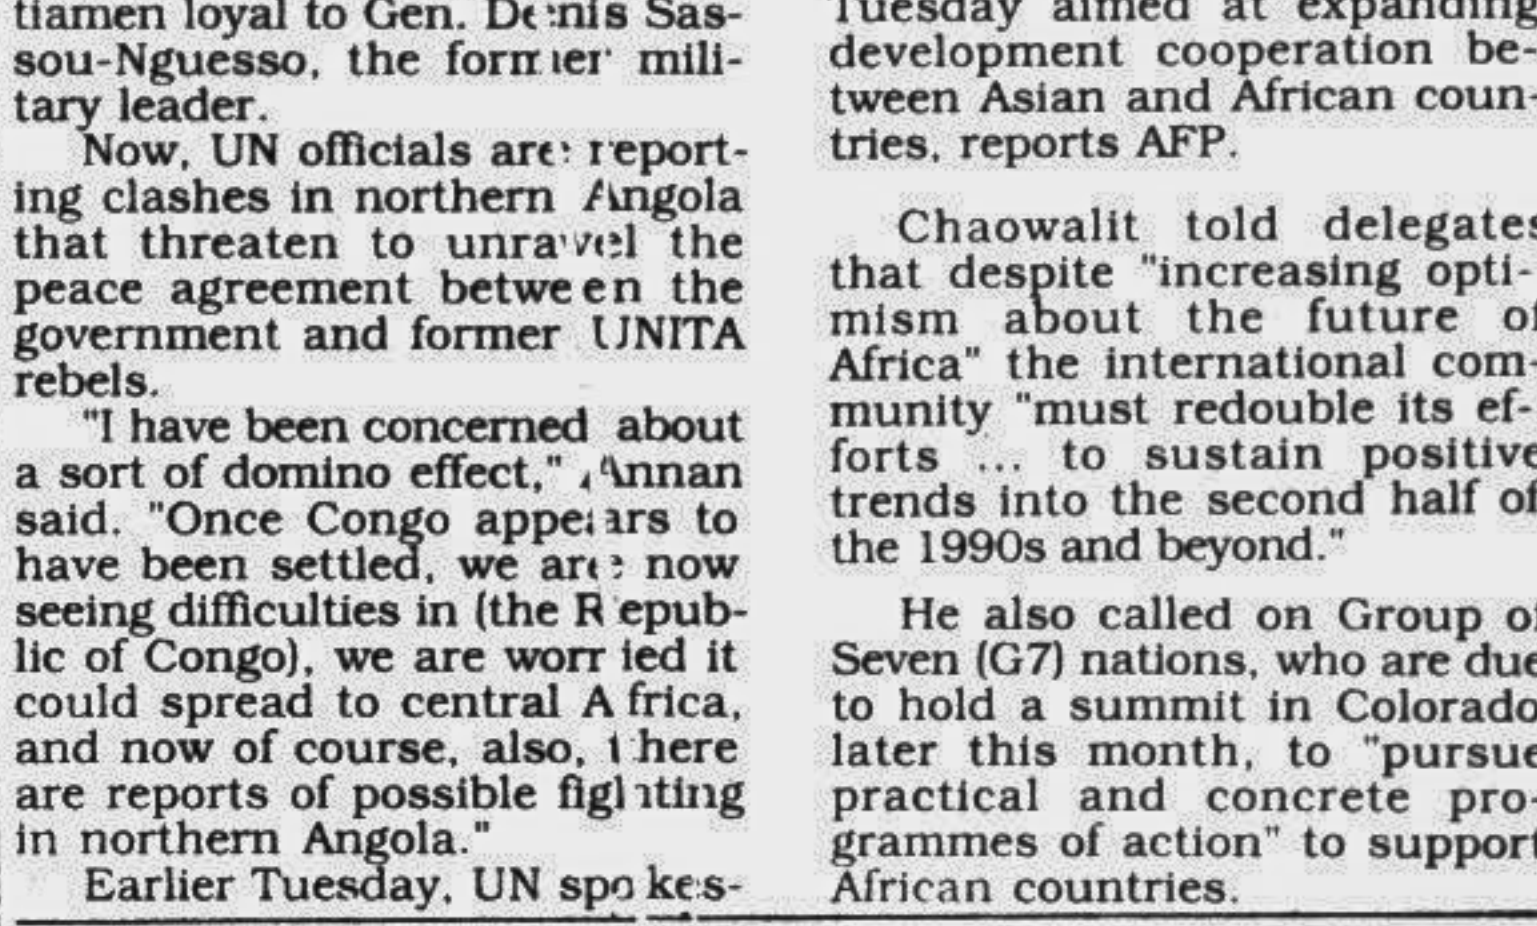 tiamen loyal to Gen. Denis Sas-
sou-Nguesso, the former mili-
tary leader.
Now, UN officials are report-
ing clashes in northern Angola
that threaten to unravel the
peace agreement between the
government and former UNITA
rebels.
"I have been concerned about
a sort of domino effect," Annan
said. "Once Congo appears to
have been settled, we are now
seeing difficulties in (the Repub-
lic of Congo), we are worried it
could spread to central Africa,
and now of course, also, there
are reports of possible fighting
in northern Angola."
Earlier Tuesday, UN spokes-
Tuesday aimed at expanding
development cooperation be-
tween Asian and African coun-
tries, reports AFP.
Chaowalit told delegates
that despite "increasing opti-
mism about the future of
Africa" the international com-
munity "must redouble its ef-
forts ... to sustain positive
trends into the second half of
the 1990s and beyond."
He also called on Group of
Seven (G7) nations, who are due
to hold a summit in Colorado
later this month, to "pursue
practical and concrete pro-
grammes of action" to support
African countries.